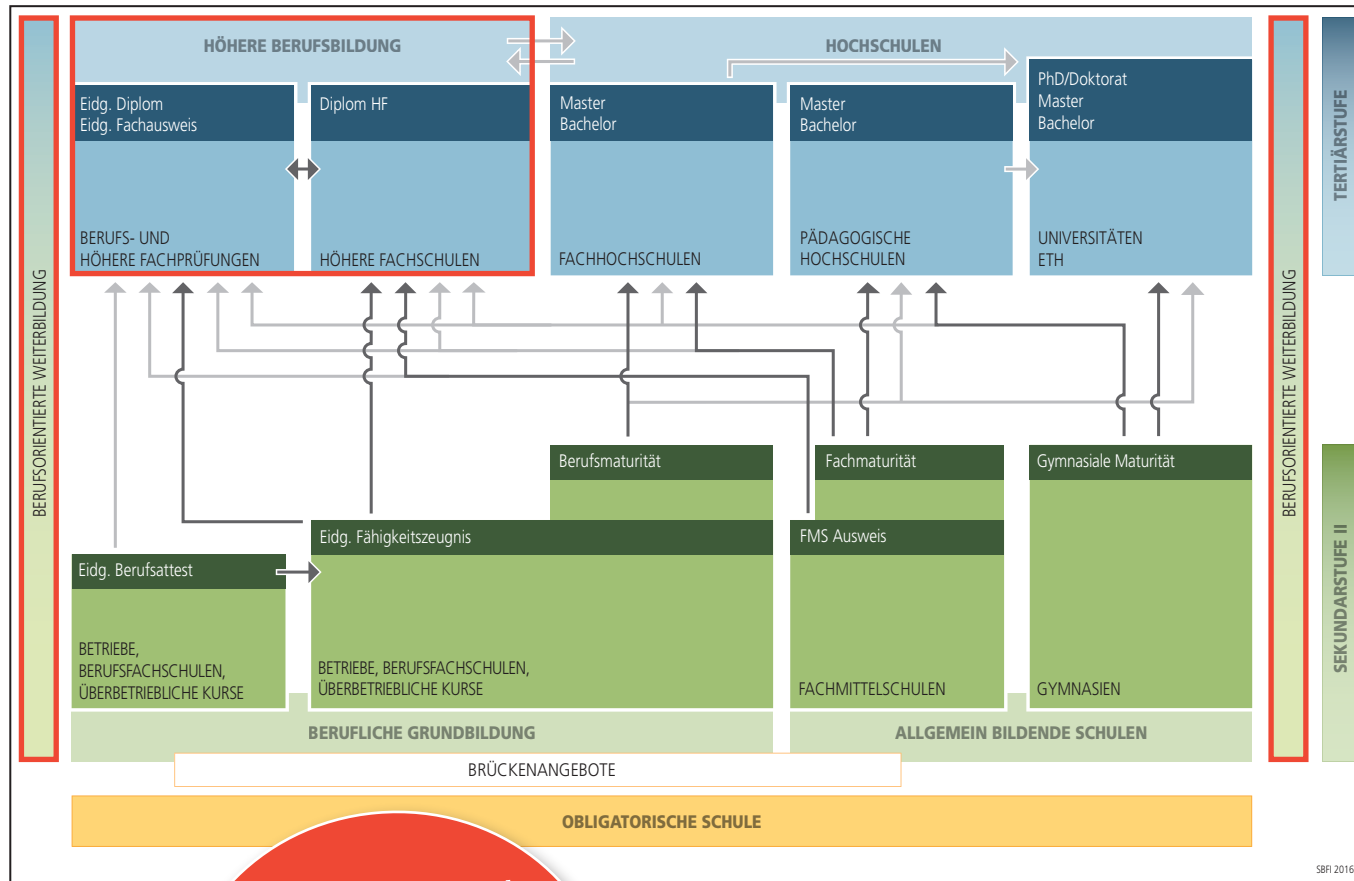 HÖHERE BERUFSBILDUNG
HOCHSCHULEN
Eidg. Diplom
Eidg. Fachausweis
Diplom HF
Master
Bachelor
Master
Bachelor
PhD/Doktorat
Master
Bachelor
BERUFS- UND
HÖHERE FACHPRÜFUNGEN
HÖHERE FACHSCHULEN
FACHHOCHSCHULEN
PÄDAGOGISCHE
HOCHSCHULEN
UNIVERSITÄTEN
ETH
TERTIÄRSTUFE
BERUFSORIENTIERTE WEITERBILDUNG
BERUFSORIENTIERTE WEITERBILDUNG
Berufsmaturität
Fachmaturität
Gymnasiale Maturität
Eidg. Fähigkeitszeugnis
FMS Ausweis
Eidg. Berufsattest
BETRIEBE,
BERUFSFACHSCHULEN,
ÜBERBETRIEBLICHE KURSE
BETRIEBE, BERUFSFACHSCHULEN,
ÜBERBETRIEBLICHE KURSE
FACHMITTELSCHULEN
GYMNASIEN
SEKUNDARSTUFE II
BERUFLICHE GRUNDBILDUNG
ALLGEMEIN BILDENDE SCHULEN
BRÜCKENANGEBOTE
OBLIGATORISCHE SCHULE
SBFI 2016